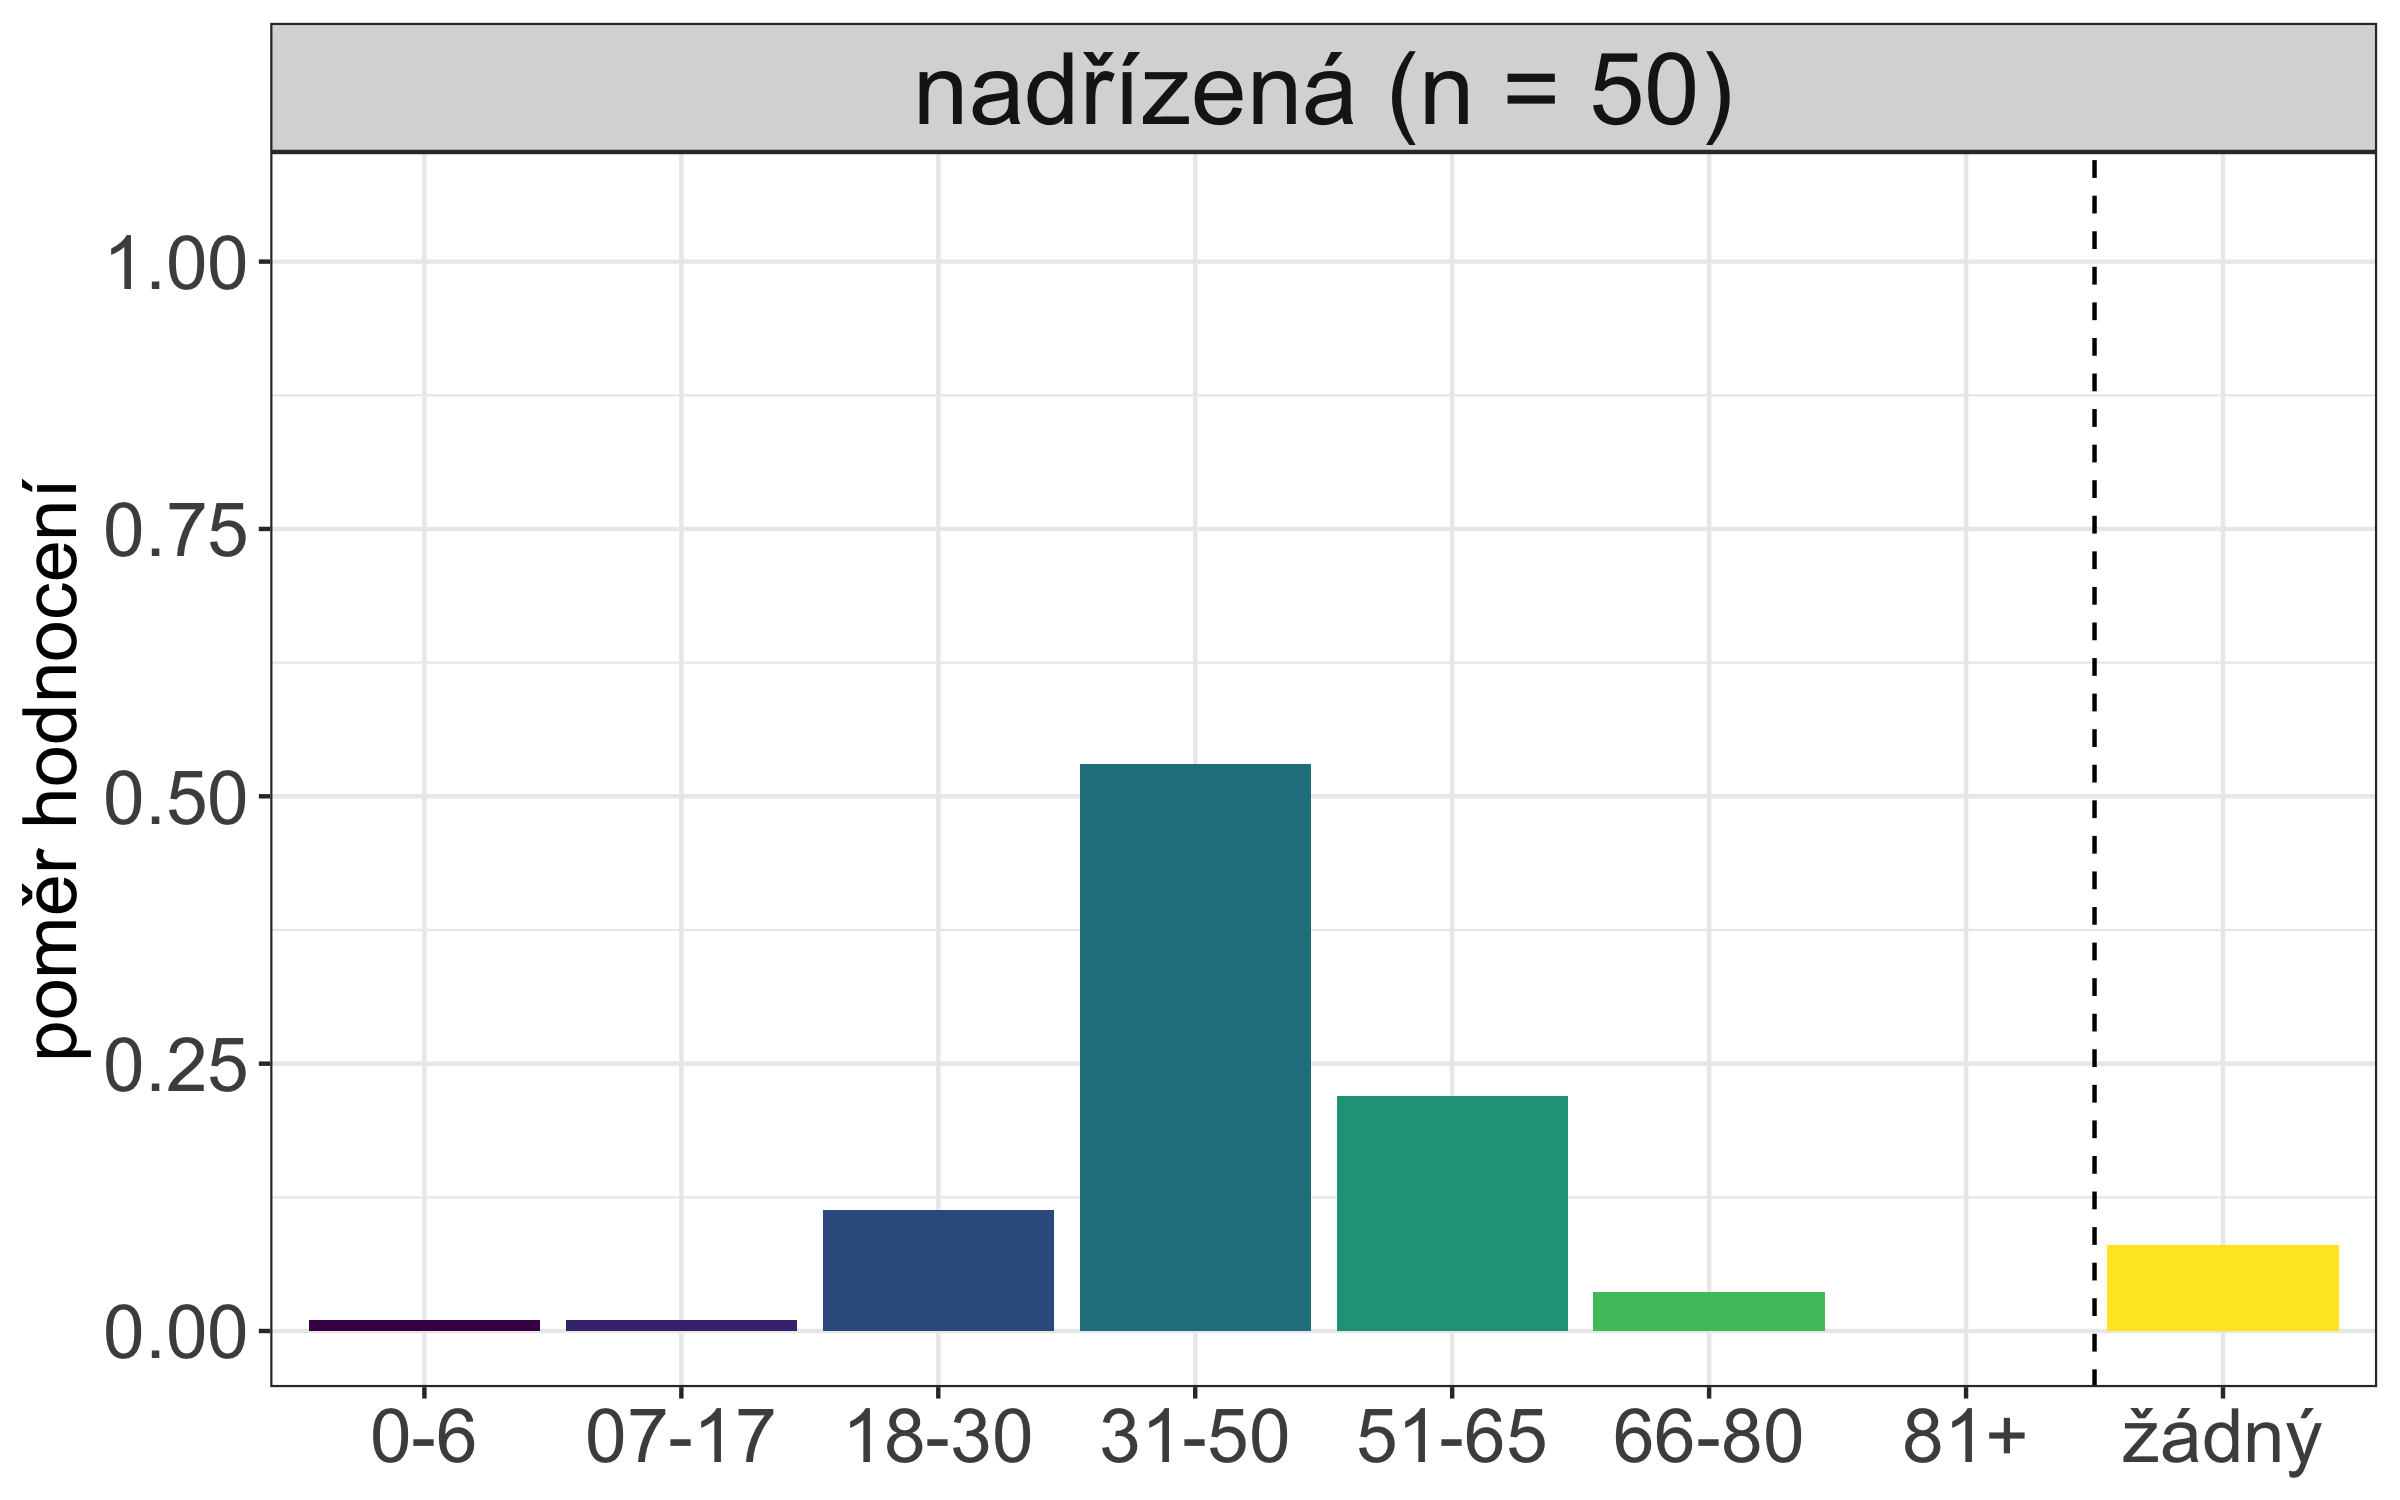 nadřízená (n = 50)
poměr hodnocení
1.00
0.75
0.50
0.25
0.00
0-6 07-17 18-30 31-50 51-65 66-80 81+ žádný